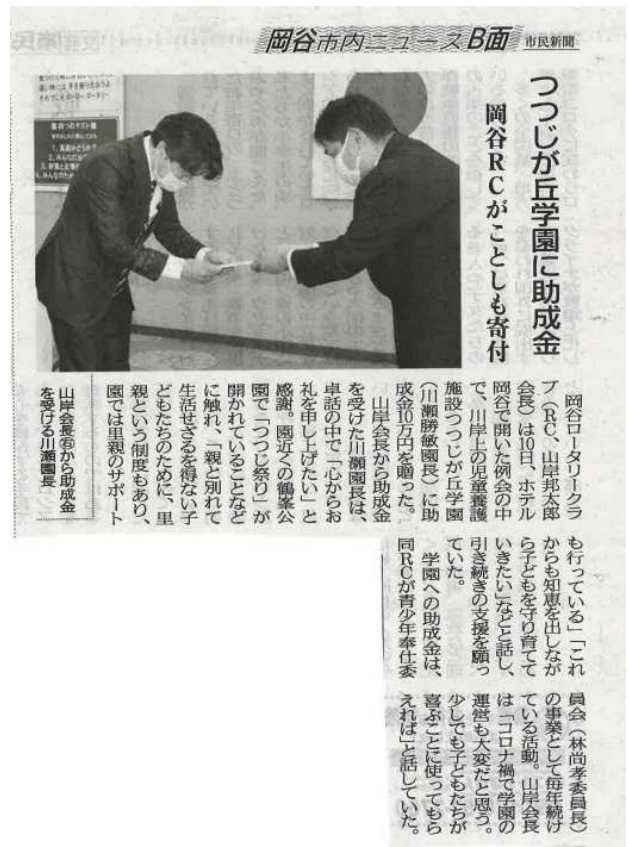 岡谷市内ニュースB面 市民新聞
つつじが丘学園に助成金
岡谷RCがことしも寄付
岡谷ロータリークラ
ブ(RC、山岸邦太郎
会長)は10日、ホテル
岡谷で開いた例会の中
で、川岸上の児童養護
施設つつじが丘学園
(川瀬勝敏園長)に助
成金10万円を贈った。
山岸会長から助成金
を受けた川瀬園長は、
卓話の中で「心からお
礼を申し上げたい」と
感謝。園近くの鶴峯公
園で「つつじ祭り」が
開かれていることなど
に触れ、「親と別れて
生活せざるを得ない子
どもたちのために、里
親という制度もあり、
園では里親のサポート
も行っている」「これ
からも知恵を出しなが
ら子どもを守り育てて
いきたい」などと話し、
引き続きの支援を願っ
ていた。
学園への助成金は、
同RCが青少年奉仕委
員会(林尚孝委員長)
の事業として毎年続け
ている活動。山岸会長
は「コロナ禍で学園の
運営も大変だと思う。
少しでも子どもたちが
喜ぶことに使ってもら
えれば」と話していた。
山岸会長㊨から助成金
を受ける川瀬園長